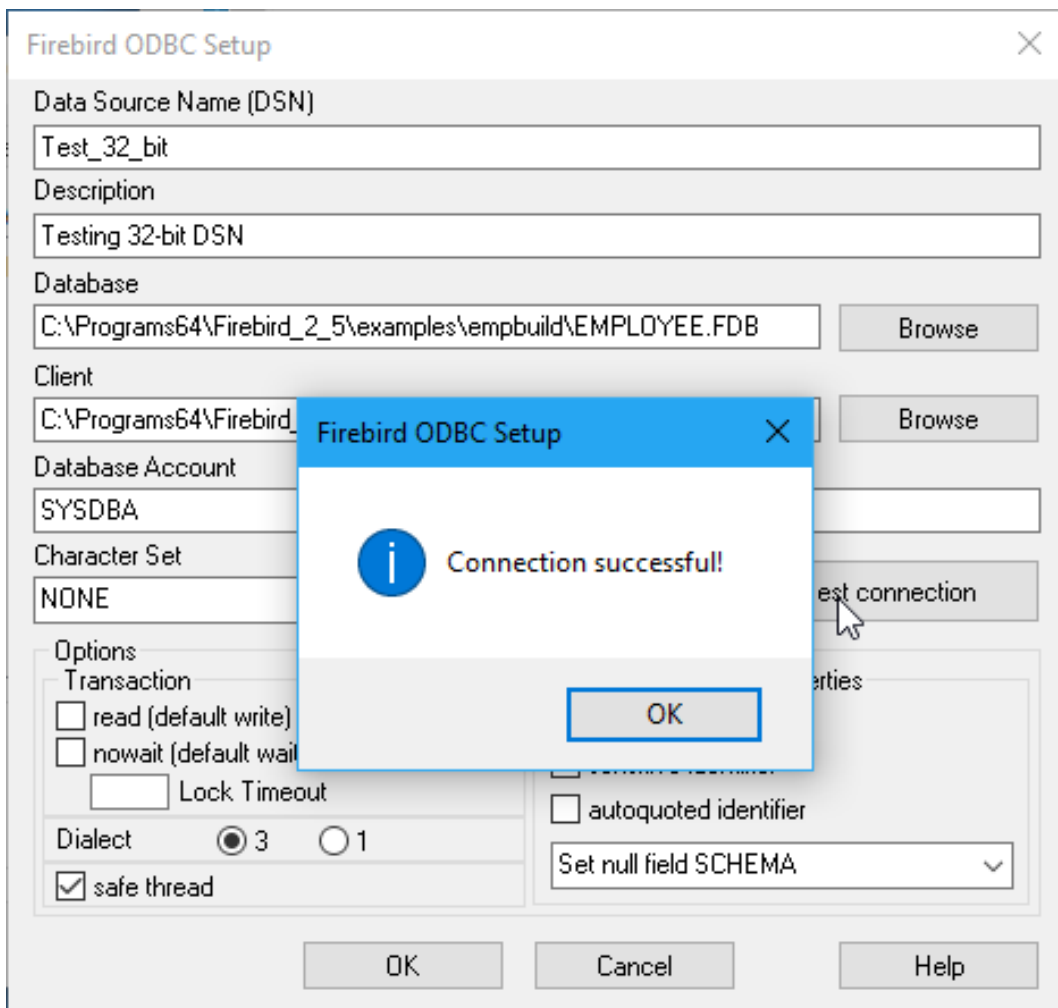 Firebird ODBC Setup
Data Source Name (DSN)
Test_32_bit
Description
Testing 32-bit DSN
Database
C:\Programs64\Firebird_2_5\examples\empbuild\EMPLOYEE.FDB
Browse
Client
C:\Programs64\Firebird_
Browse
Firebird ODBC Setup
Connection successful!
OK
Database Account
SYSDBA
Character Set
NONE
est connection
Options
Transaction
erties
read (default write)
nowait (default wai
Lock Timeout
autoquoted identifier
Dialect 3 1
Set null field SCHEMA
safe thread
OK Cancel Help